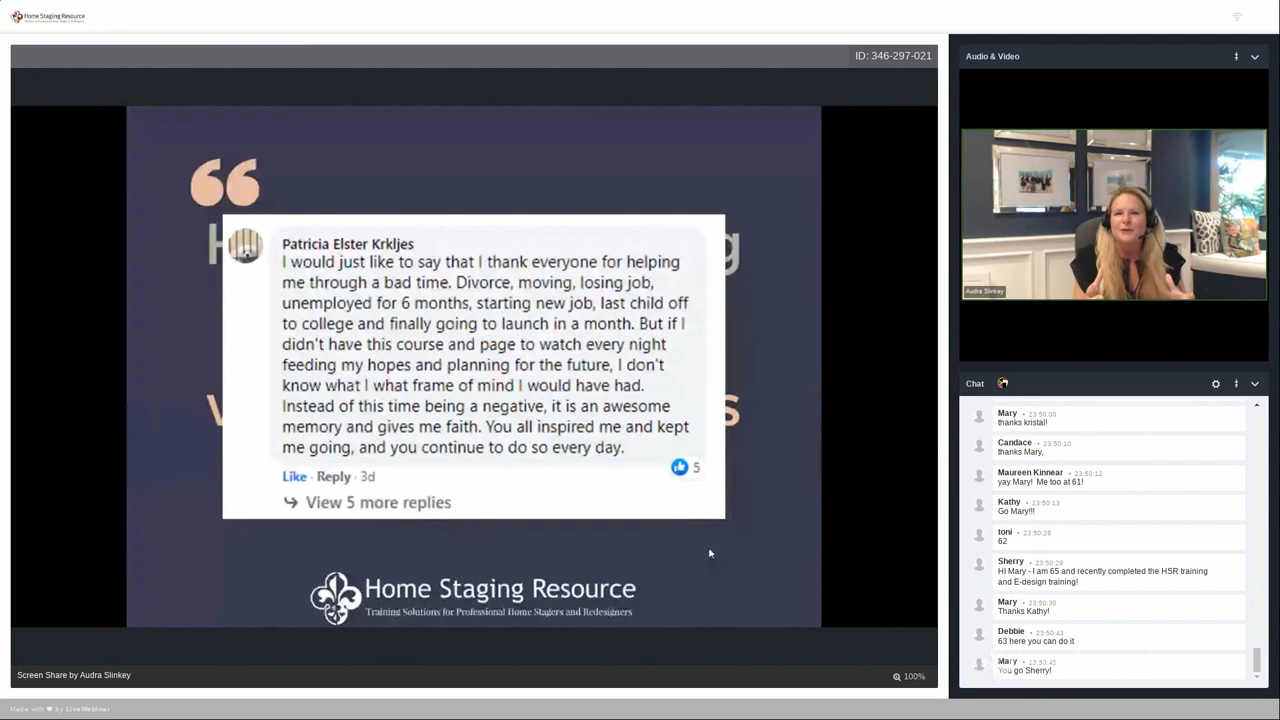 Home Staging Resource
ID: 346-297-021
Patricia Elster Krkljes
I would just like to say that I thank everyone for helping
me through a bad time. Divorce, moving, losing job,
unemployed for 6 months, starting new job, last child off
to college and finally going to launch in a month. But if I
didn't have this course and page to watch every night
feeding my hopes and planning for the future, I don't
know what I what frame of mind I would have had.
Instead of this time being a negative, it is an awesome
memory and gives me faith. You all inspired me and kept
me going, and you continue to do so every day.
5
Like · Reply · 3d
View 5 more replies
Home Staging Resource
Training Solutions for Professional Home Stagers and Redesigners
Screen Share by Audra Slinkey
100%
Audio & Video
Audra Slinkey
Chat
Mary • 23:50:00
thanks kristal!
Candace • 23:50:10
thanks Mary,
Maureen Kinnear • 23:50:12
yay Mary! Me too at 61!
Kathy • 23:50:13
Go Mary!!!
toni • 23:50:26
62
Sherry • 23:50:29
HI Mary - I am 65 and recently completed the HSR training
and E-design training!
Mary • 23:50:30
Thanks Kathy!
Debbie • 23:50:43
63 here you can do it
Mary • 23:50:45
You go Sherry!
Made with ❤ by LiveWebinar